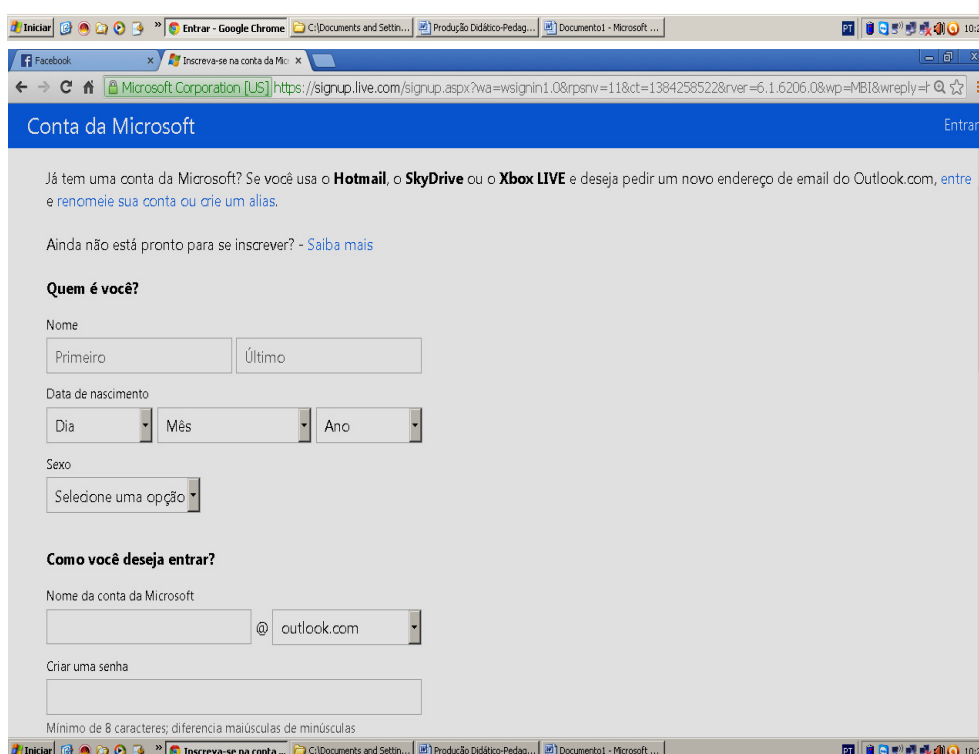 Iniciar » Entrar - Google Chrome C:\Documents and Settin... Produção Didático-Pedag... Documento1 - Microsoft ... PT 10:2
Facebook x Inscreva-se na conta da Mic x
Microsoft Corporation [US] https://signup.live.com/signup.aspx?wa=wsignin1.0&rpsnv=11&ct=1384258522&rver=6.1.6206.0&wp=MBI&wreply=
Conta da Microsoft Entrar
Já tem uma conta da Microsoft? Se você usa o Hotmail, o SkyDrive ou o Xbox LIVE e deseja pedir um novo endereço de email do Outlook.com, entre
e renomeie sua conta ou crie um alias.
Ainda não está pronto para se inscrever? - Saiba mais
Quem é você?
Nome
Primeiro Último
Data de nascimento
Dia Mês Ano
Sexo
Selecione uma opção
Como você deseja entrar?
Nome da conta da Microsoft
@ outlook.com
Criar uma senha
Mínimo de 8 caracteres; diferencia maiúsculas de minúsculas
Iniciar » Inscreva-se na conta ... C:\Documents and Settin... Produção Didático-Pedag... Documento1 - Microsoft ... PT